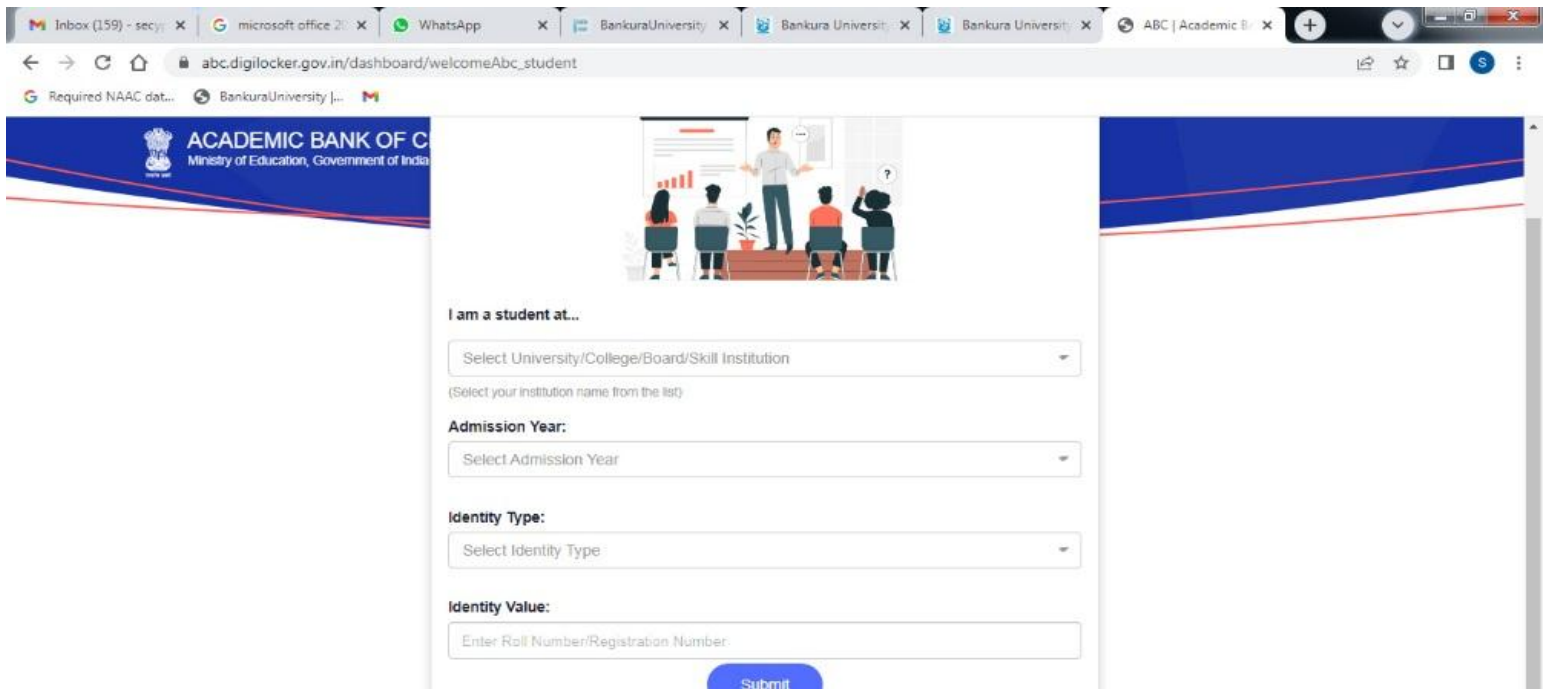 Inbox (159) - secy
microsoft office 20
WhatsApp
BankuraUniversity
Bankura University
Bankura University
ABC | Academic B
abc.digilocker.gov.in/dashboard/welcomeAbc_student
S
Required NAAC dat...
BankuraUniversity |...
ACADEMIC BANK OF C
Ministry of Education, Government of India
?
I am a student at...
Select University/College/Board/Skill Institution
(Select your institution name from the list)
Admission Year:
Select Admission Year
Identity Type:
Select Identity Type
Identity Value:
Enter Roll Number/Registration Number
Submit